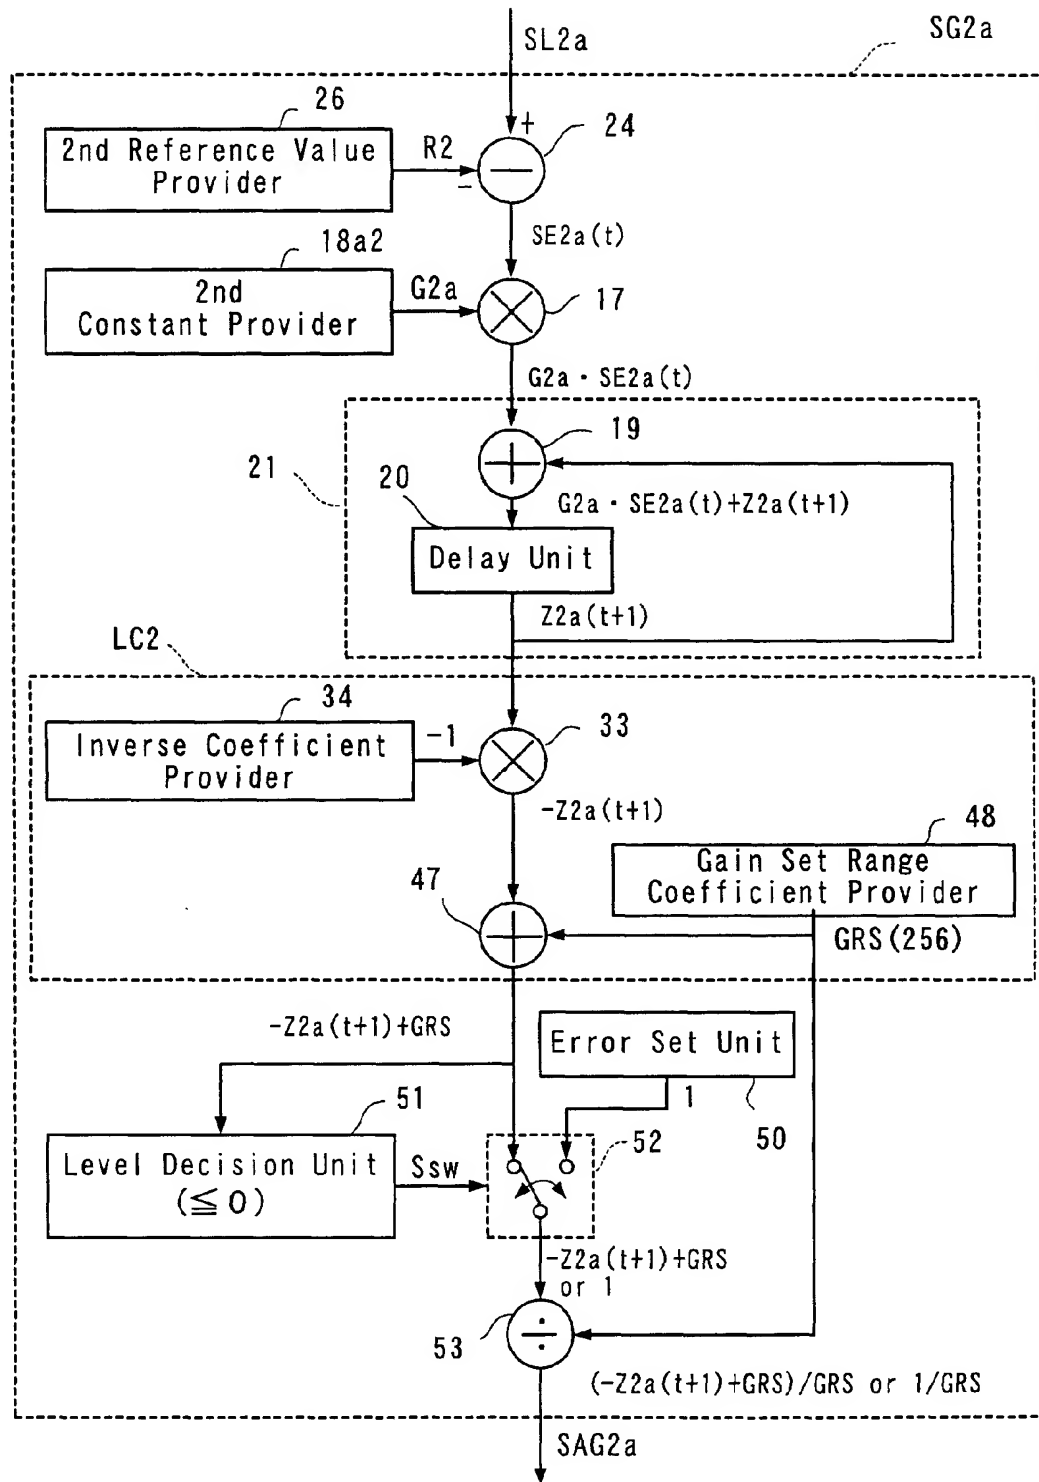 SL2a
SG2a
26
2nd Reference Value
Provider
R2
+
-
24
SE2a(t)
18a2
2nd
Constant Provider
G2a
17
G2a・SE2a(t)
19
21
20
G2a・SE2a(t)+Z2a(t+1)
Delay Unit
Z2a(t+1)
LC2
34
Inverse Coefficient
Provider
-1
33
-Z2a(t+1)
48
Gain Set Range
Coefficient Provider
47
GRS(256)
-Z2a(t+1)+GRS
Error Set Unit
1
50
51
Level Decision Unit
(≦0)
Ssw
52
-Z2a(t+1)+GRS
or 1
53
(-Z2a(t+1)+GRS)/GRS or 1/GRS
SAG2a